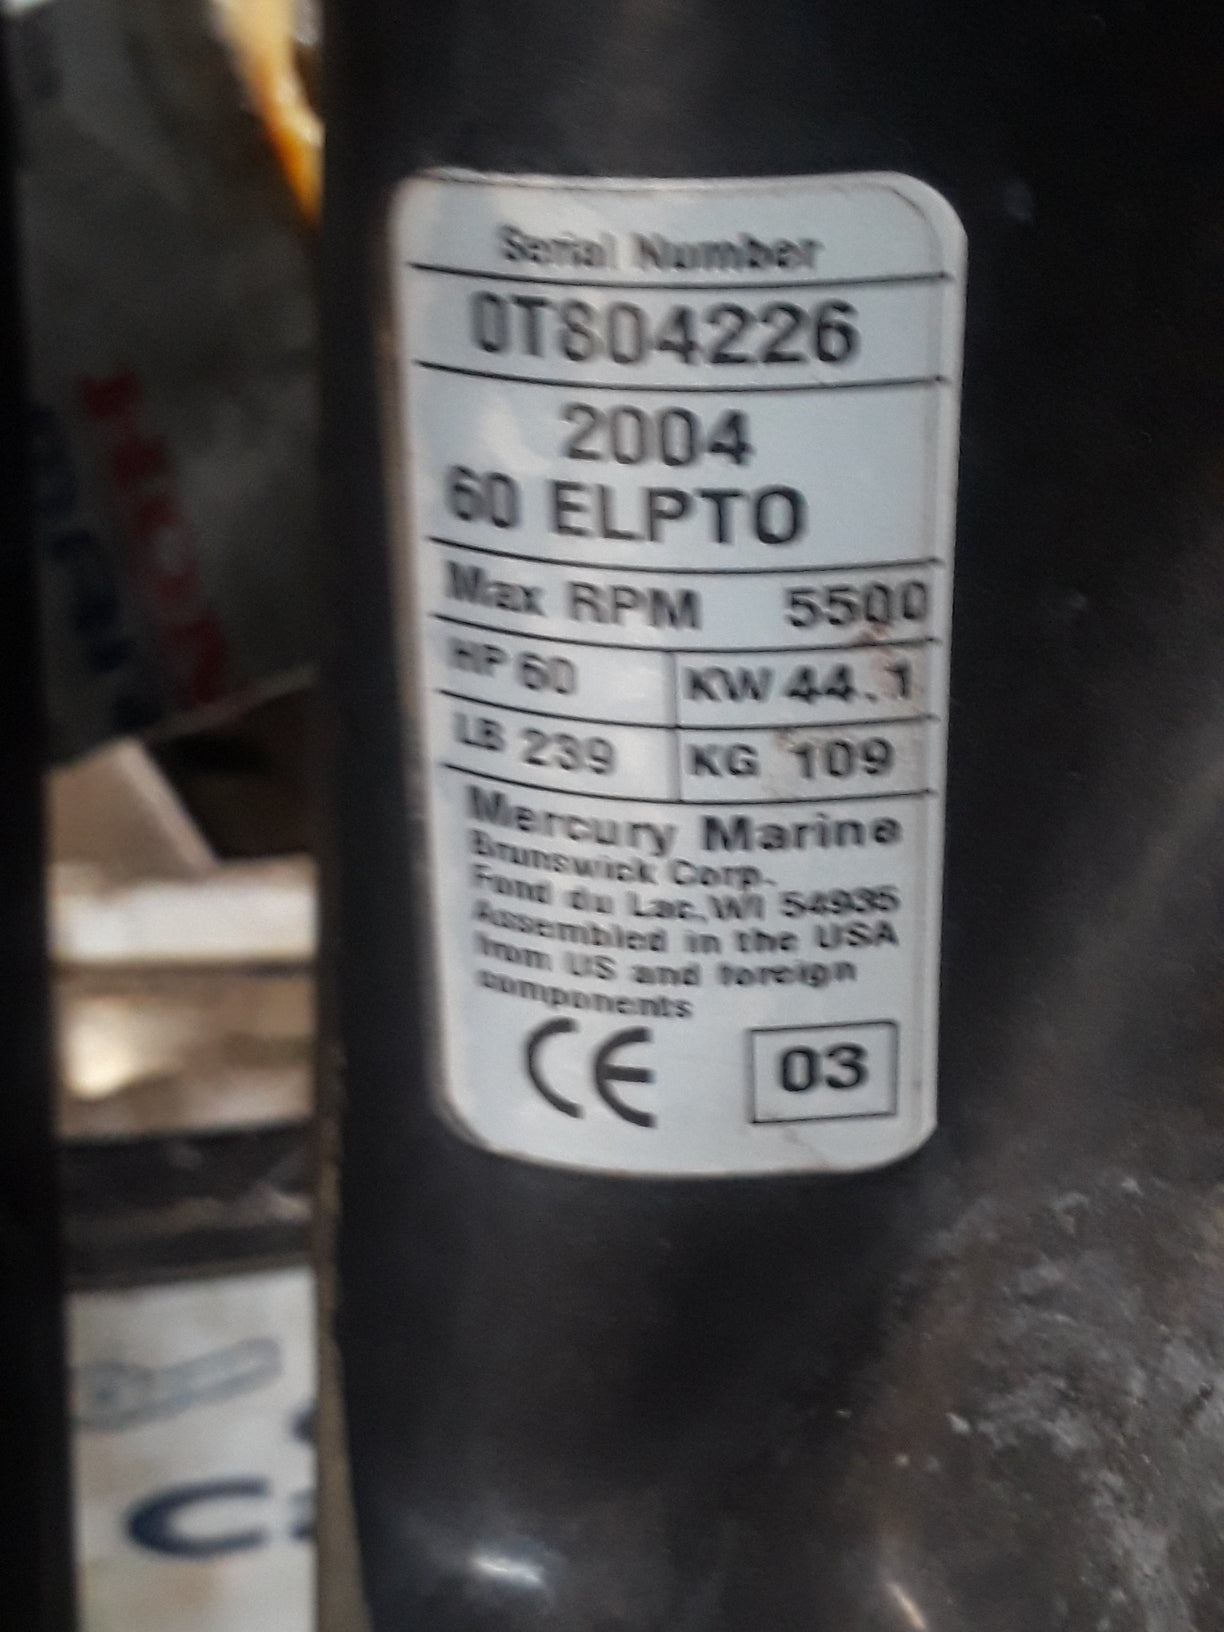 Serial Number
0T804226
2004
60 ELPTO
Max RPM 5500
HP 60 KW 44.1
LB 239 KG 109
Mercury Marine
Brunswick Corp.
Fond du Lac, WI 54935
Assembled in the USA
from US and foreign
components
CE 03